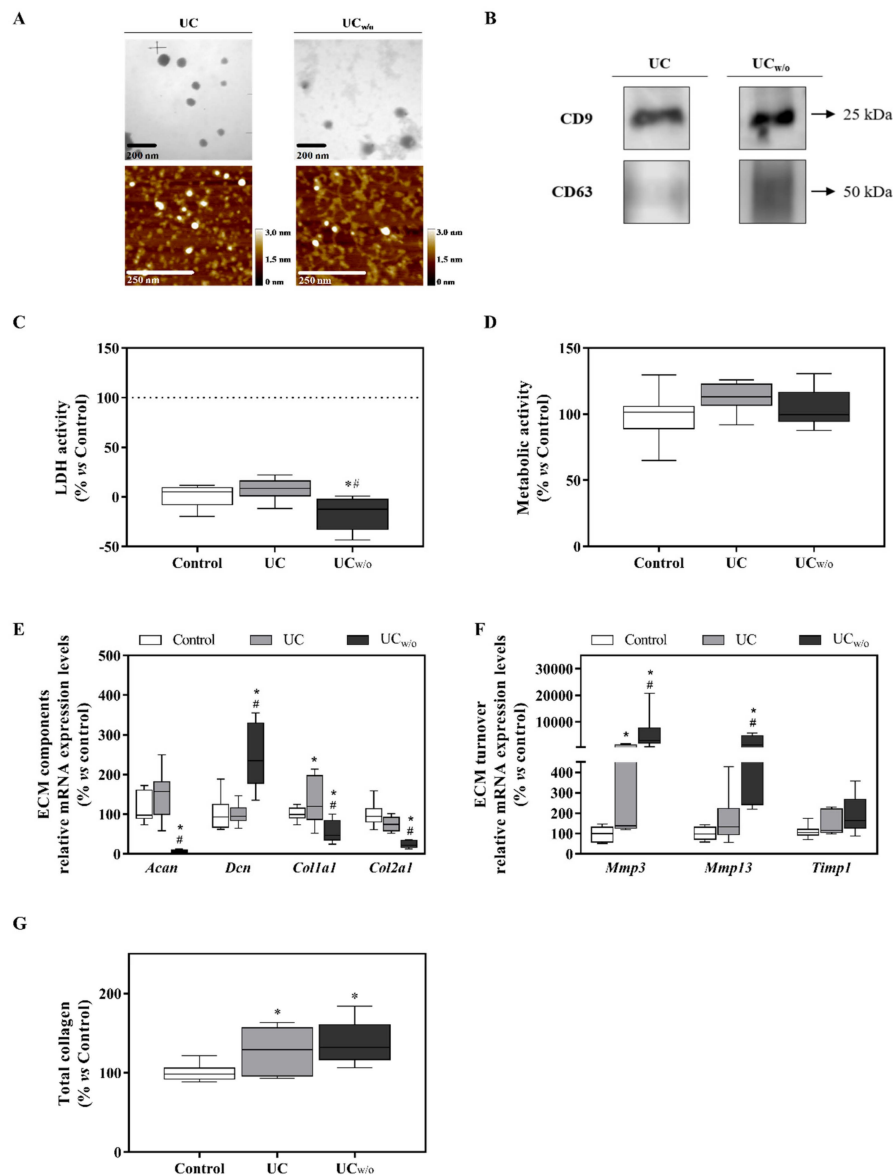 A
UC
UCw/o
200 nm
200 nm
3.0 nm
1.5 nm
0 nm
250 nm
3.0 nm
1.5 nm
0 nm
250 nm
B
UC
UCw/o
CD9
25 kDa
CD63
50 kDa
C
LDH activity
(% vs Control)
150
100
50
0
-50
*#
Control
UC
UCw/o
D
Metabolic activity
(% vs Control)
150
100
50
0
Control
UC
UCw/o
E
Control
UC
UCw/o
ECM components
relative mRNA expression levels
(% vs control)
500
400
300
200
100
0
*
#
*
#
*
*
#
*
#
Acan
Dcn
Col1a1
Col2a1
F
Control
UC
UCw/o
ECM turnover
relative mRNA expression levels
(% vs control)
30000
20000
10000
400
300
200
100
0
*
*
#
*
#
Mmp3
Mmp13
Timp1
G
Total collagen
(% vs Control)
200
100
0
*
*
Control
UC
UCw/o